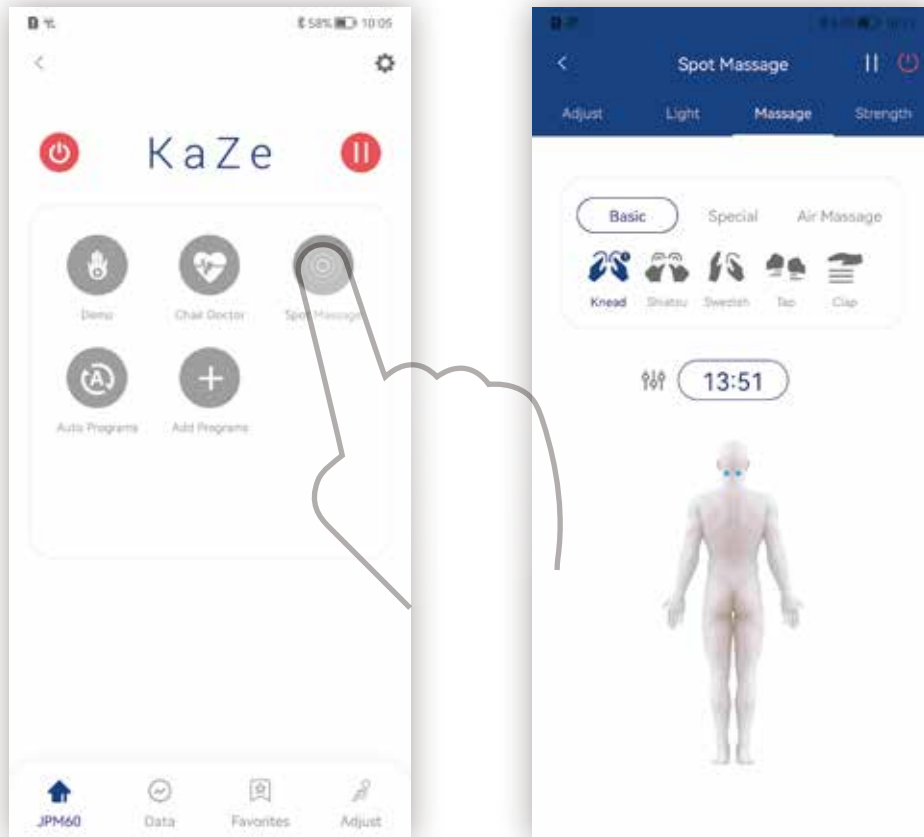 58% 10:05
KaZe
Demo
Chair Doctor
Spot Massage
Auto Programs
Add Programs
JPM60
Data
Favorites
Adjust
Spot Massage
Adjust
Light
Massage
Strength
Basic
Special
Air Massage
Knead
Shiatsu
Swedish
Tap
Clap
13:51